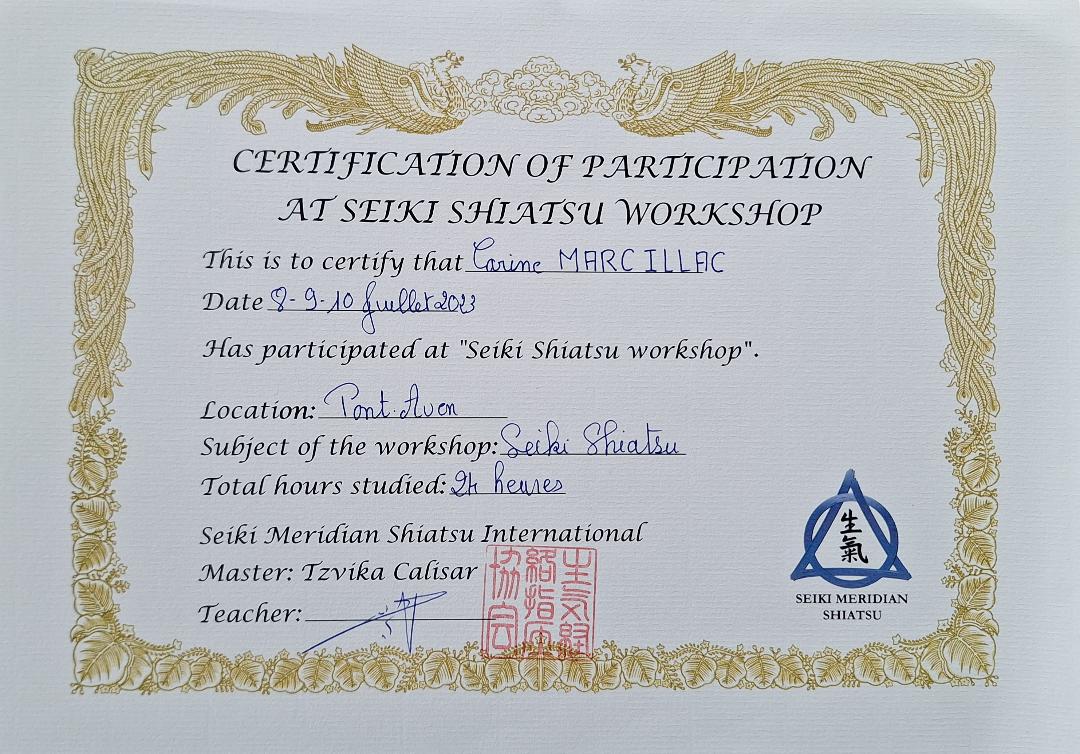 CERTIFICATION OF PARTICIPATION
AT SEIKI SHIATSU WORKSHOP
This is to certify that Carine MARCILLAC
Date 8-9-10 Juillet 2023
Has participated at "Seiki Shiatsu workshop".
Location: Pont-Aven
Subject of the workshop: Seiki Shiatsu
Total hours studied: 24 heures
Seiki Meridian Shiatsu International
Master: Tzvika Calisar
Teacher:
生氣
SEIKI MERIDIAN
SHIATSU